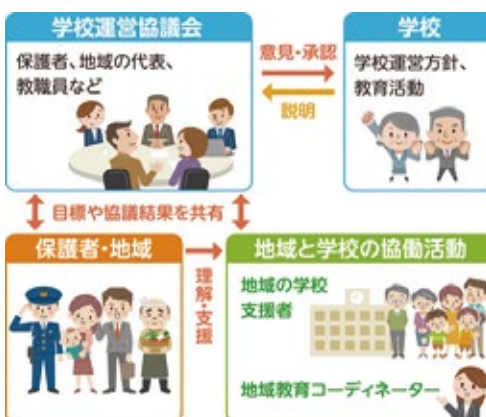 学校運営協議会
保護者、地域の代表、
教職員など
意見・承認
説明
学校
学校運営方針、
教育活動
目標や協議結果を共有
保護者・地域
理解・支援
地域と学校の協働活動
地域の学校
支援者
地域教育コーディネーター